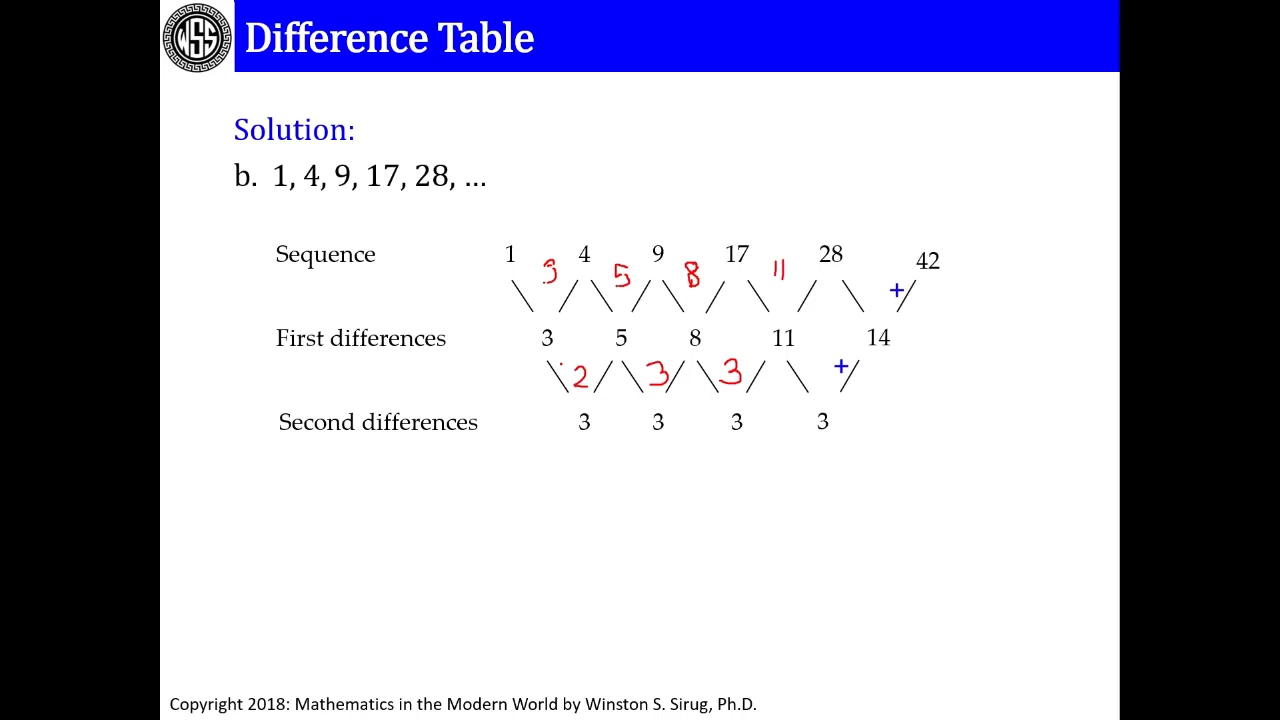 WSS
Difference Table
Solution:
b. 1, 4, 9, 17, 28, ...
Sequence 1 4 9 17 28 42
3 5 8 11 +
First differences 3 5 8 11 14
2 3 3 +
Second differences 3 3 3 3
Copyright 2018: Mathematics in the Modern World by Winston S. Sirug, Ph.D.